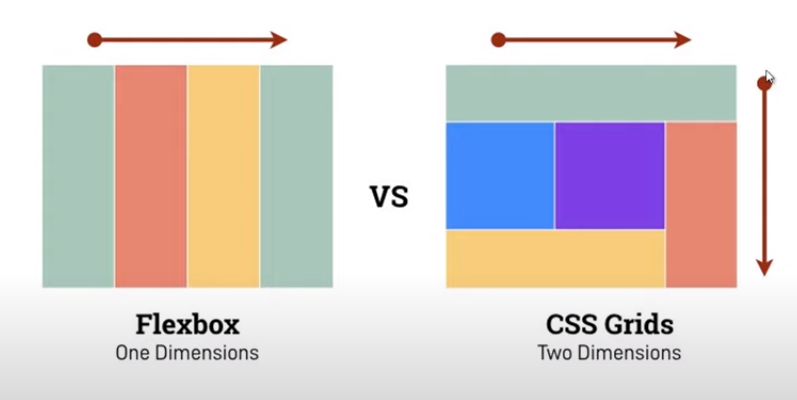 VS
Flexbox
One Dimensions
CSS Grids
Two Dimensions